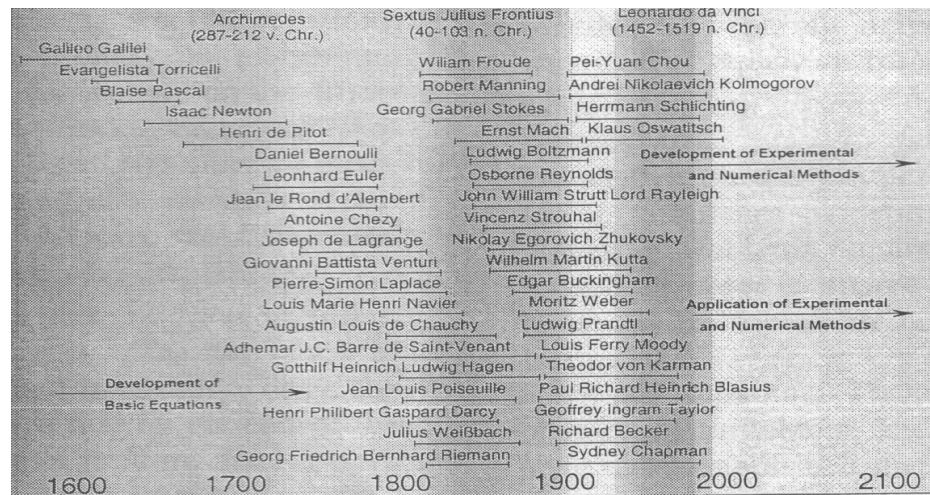 Archimedes
(287-212 v. Chr.)
Sextus Julius Frontius
(40-103 n. Chr.)
Leonardo da Vinci
(1452-1519 n. Chr.)
Galileo Galilei
Evangelista Torricelli
Blaise Pascal
Isaac Newton
Henri de Pitot
Daniel Bernoulli
Leonhard Euler
Jean le Rond d'Alembert
Antoine Chezy
Joseph de Lagrange
Giovanni Battista Venturi
Pierre-Simon Laplace
Louis Marie Henri Navier
Augustin Louis de Chauchy
Adhemar J.C. Barre de Saint-Venant
Gotthilf Heinrich Ludwig Hagen
Jean Louis Poiseuille
Henri Philibert Gaspard Darcy
Julius Weißbach
Georg Friedrich Bernhard Riemann
Wiliam Froude
Robert Manning
Georg Gabriel Stokes
Ernst Mach
Ludwig Boltzmann
Osborne Reynolds
John William Strutt Lord Rayleigh
Vincenz Strouhal
Nikolay Egorovich Zhukovsky
Wilhelm Martin Kutta
Edgar Buckingham
Moritz Weber
Ludwig Prandtl
Louis Ferry Moody
Theodor von Karman
Paul Richard Heinrich Blasius
Geoffrey Ingram Taylor
Richard Becker
Sydney Chapman
Pei-Yuan Chou
Andrei Nikolaevich Kolmogorov
Herrmann Schlichting
Klaus Oswatitsch
Development of Experimental
and Numerical Methods
Application of Experimental
and Numerical Methods
Development of
Basic Equations
1600 1700 1800 1900 2000 2100